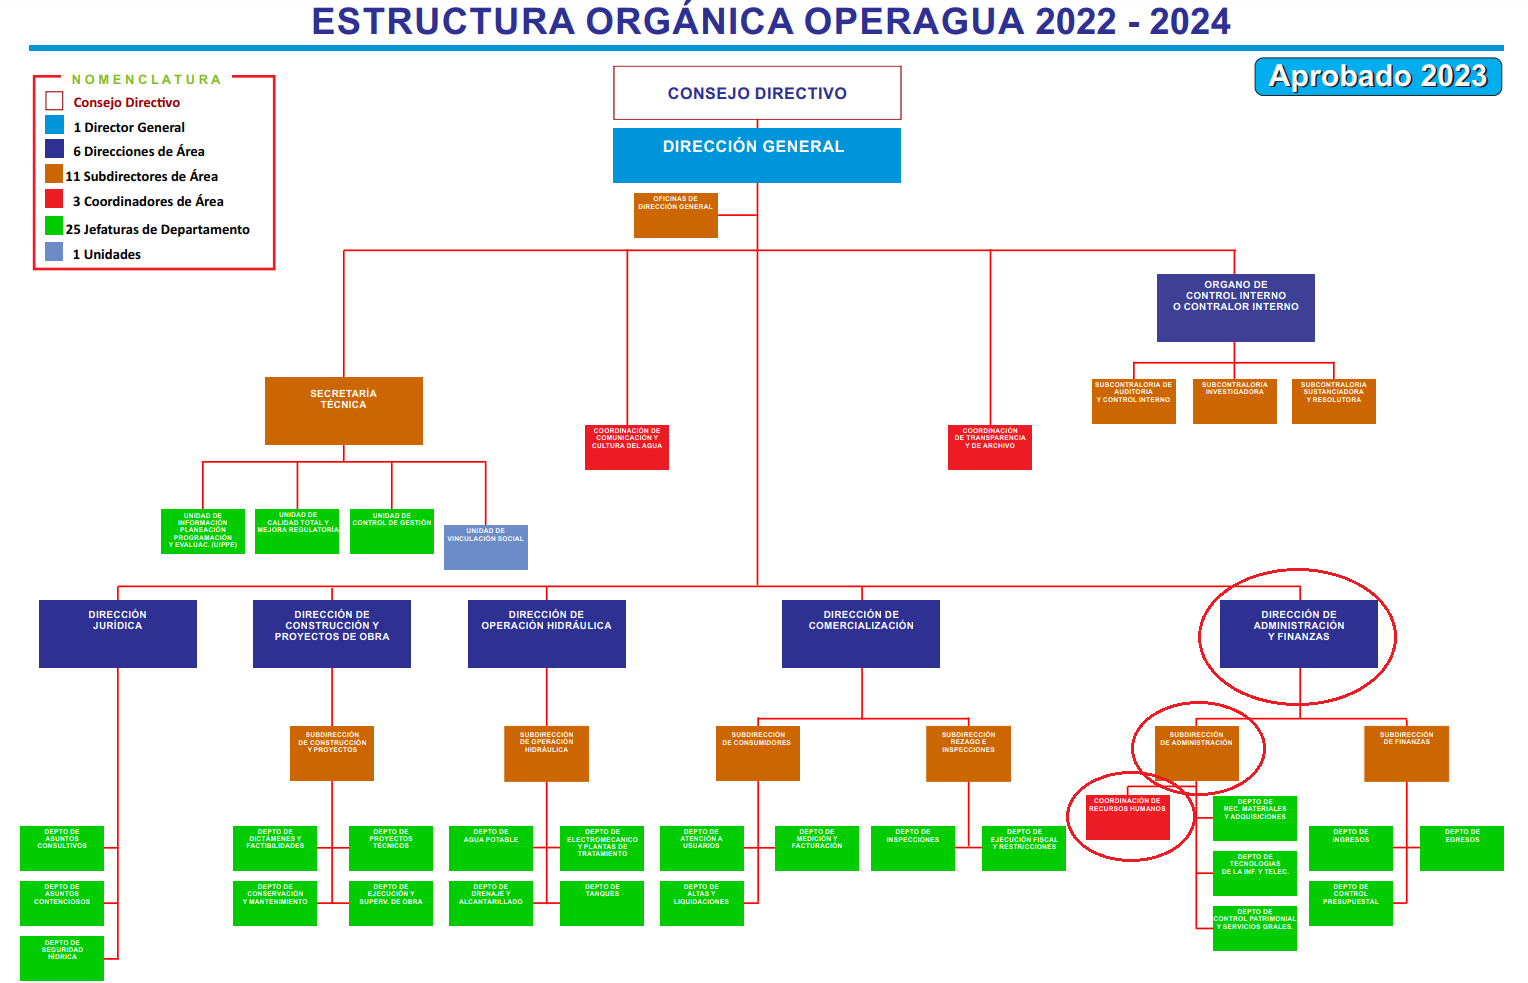 ESTRUCTURA ORGÁNICA OPERAGUA 2022 - 2024
Aprobado 2023
NOMENCLATURA
Consejo Directivo
1 Director General
6 Direcciones de Área
11 Subdirectores de Área
3 Coordinadores de Área
25 Jefaturas de Departamento
1 Unidades
CONSEJO DIRECTIVO
DIRECCIÓN GENERAL
OFICINAS DE
DIRECCIÓN GENERAL
ORGANO DE
CONTROL INTERNO
O CONTRALOR INTERNO
SUBCONTRALORIA DE
AUDITORIA
Y CONTROL INTERNO
SUBCONTRALORIA
INVESTIGADORA
SUBCONTRALORIA
SUSTANCIADORA
Y RESOLUTORA
SECRETARÍA
TÉCNICA
COORDINACIÓN DE
COMUNICACIÓN Y
CULTURA DEL AGUA
COORDINACIÓN
DE TRANSPARENCIA
Y DE ARCHIVO
UNIDAD DE
INFORMACIÓN
PLANEACIÓN
PROGRAMACIÓN
Y EVALUAC. (UIPPE)
UNIDAD DE
CALIDAD TOTAL Y
MEJORA REGULATORÍA
UNIDAD DE
CONTROL DE GESTIÓN
UNIDAD DE
VINCULACIÓN SOCIAL
DIRECCIÓN
JURÍDICA
DIRECCIÓN DE
CONSTRUCCIÓN Y
PROYECTOS DE OBRA
DIRECCIÓN DE
OPERACIÓN HIDRÁULICA
DIRECCIÓN DE
COMERCIALIZACIÓN
DIRECCIÓN DE
ADMINISTRACIÓN
Y FINANZAS
SUBDIRECCIÓN
DE CONSTRUCCIÓN
Y PROYECTOS
SUBDIRECCIÓN
DE OPERACIÓN
HIDRÁULICA
SUBDIRECCIÓN
DE CONSUMIDORES
SUBDIRECCIÓN
REZAGO E
INSPECCIONES
SUBDIRECCIÓN
DE ADMINISTRACIÓN
SUBDIRECCIÓN
DE FINANZAS
COORDINACIÓN DE
RECURSOS HUMANOS
DEPTO DE
REC. MATERIALES
Y ADQUISICIONES
DEPTO DE
ASUNTOS
CONSULTIVOS
DEPTO DE
DICTÁMENES Y
FACTIBILIDADES
DEPTO DE
PROYECTOS
TÉCNICOS
DEPTO DE
AGUA POTABLE
DEPTO DE
ELECTROMECANICO
Y PLANTAS DE
TRATAMIENTO
DEPTO DE
ATENCIÓN A
USUARIOS
DEPTO DE
MEDICIÓN Y
FACTURACIÓN
DEPTO DE
INSPECCIONES
DEPTO DE
EJECUCIÓN FISCAL
Y RESTRICCIONES
DEPTO DE
INGRESOS
DEPTO DE
EGRESOS
DEPTO DE
TECNOLOGIAS
DE LA INF. Y TELEC.
DEPTO DE
ASUNTOS
CONTENCIOSOS
DEPTO DE
CONSERVACIÓN
Y MANTENIMIENTO
DEPTO DE
EJECUCIÓN Y
SUPERV. DE OBRA
DEPTO DE
DRENAJE Y
ALCANTARILLADO
DEPTO DE
TANQUES
DEPTO DE
ALTAS Y
LIQUIDACIONES
DEPTO DE
CONTROL
PRESUPUESTAL
DEPTO DE
CONTROL PATRIMONIAL
Y SERVICIOS GRALES.
DEPTO DE
SEGURIDAD
HÍDRICA